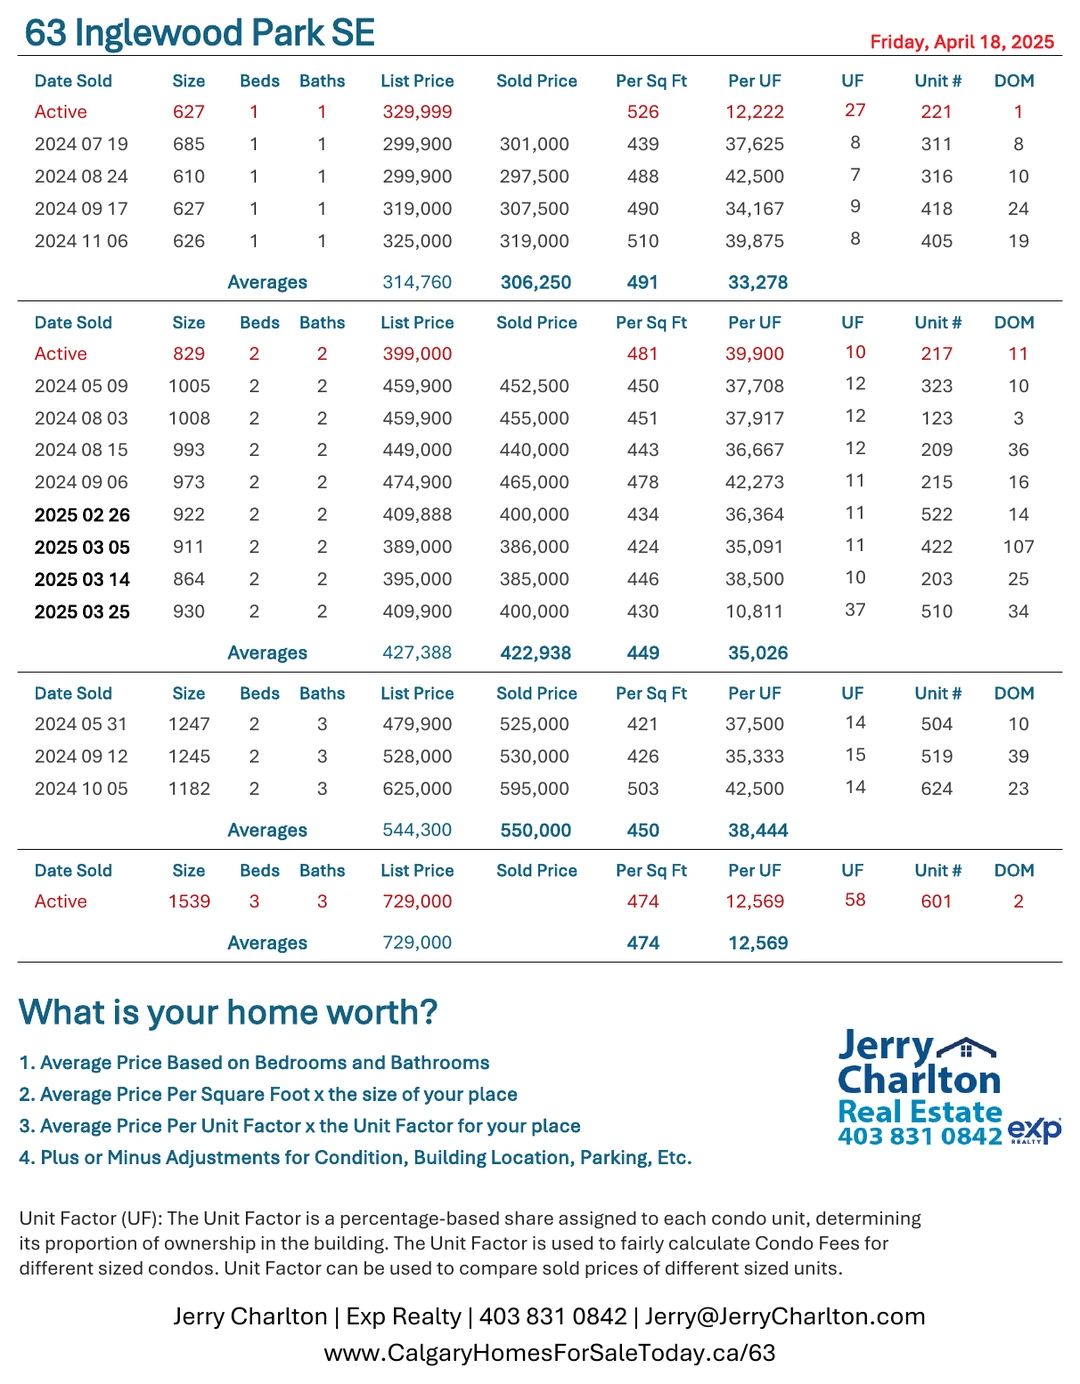 63 Inglewood Park SE
Friday, April 18, 2025
Date Sold Size Beds Baths List Price Sold Price Per Sq Ft Per UF UF Unit # DOM
Active 627 1 1 329,999 526 12,222 27 221 1
2024 07 19 685 1 1 299,900 301,000 439 37,625 8 311 8
2024 08 24 610 1 1 299,900 297,500 488 42,500 7 316 10
2024 09 17 627 1 1 319,000 307,500 490 34,167 9 418 24
2024 11 06 626 1 1 325,000 319,000 510 39,875 8 405 19
Averages 314,760 306,250 491 33,278
Date Sold Size Beds Baths List Price Sold Price Per Sq Ft Per UF UF Unit # DOM
Active 829 2 2 399,000 481 39,900 10 217 11
2024 05 09 1005 2 2 459,900 452,500 450 37,708 12 323 10
2024 08 03 1008 2 2 459,900 455,000 451 37,917 12 123 3
2024 08 15 993 2 2 449,000 440,000 443 36,667 12 209 36
2024 09 06 973 2 2 474,900 465,000 478 42,273 11 215 16
2025 02 26 922 2 2 409,888 400,000 434 36,364 11 522 14
2025 03 05 911 2 2 389,000 386,000 424 35,091 11 422 107
2025 03 14 864 2 2 395,000 385,000 446 38,500 10 203 25
2025 03 25 930 2 2 409,900 400,000 430 10,811 37 510 34
Averages 427,388 422,938 449 35,026
Date Sold Size Beds Baths List Price Sold Price Per Sq Ft Per UF UF Unit # DOM
2024 05 31 1247 2 3 479,900 525,000 421 37,500 14 504 10
2024 09 12 1245 2 3 528,000 530,000 426 35,333 15 519 39
2024 10 05 1182 2 3 625,000 595,000 503 42,500 14 624 23
Averages 544,300 550,000 450 38,444
Date Sold Size Beds Baths List Price Sold Price Per Sq Ft Per UF UF Unit # DOM
Active 1539 3 3 729,000 474 12,569 58 601 2
Averages 729,000 474 12,569
What is your home worth?
1. Average Price Based on Bedrooms and Bathrooms
2. Average Price Per Square Foot x the size of your place
3. Average Price Per Unit Factor x the Unit Factor for your place
4. Plus or Minus Adjustments for Condition, Building Location, Parking, Etc.
Jerry
Charlton
Real Estate
403 831 0842
exp
REALTY
Unit Factor (UF): The Unit Factor is a percentage-based share assigned to each condo unit, determining
its proportion of ownership in the building. The Unit Factor is used to fairly calculate Condo Fees for
different sized condos. Unit Factor can be used to compare sold prices of different sized units.
Jerry Charlton | Exp Realty | 403 831 0842 | Jerry@JerryCharlton.com
www.CalgaryHomesForSaleToday.ca/63